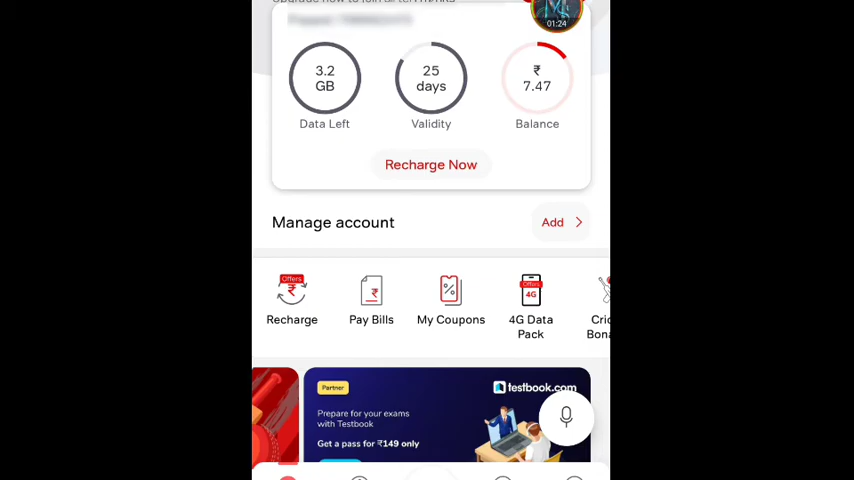 01:24
3.2
GB
25
days
₹
7.47
Data Left
Validity
Balance
Recharge Now
Manage account
Add
Offers
₹
Offers
4G
Recharge
Pay Bills
My Coupons
4G Data
Pack
Partner
testbook.com
Prepare for your exams
with Testbook
Get a pass for ₹149 only